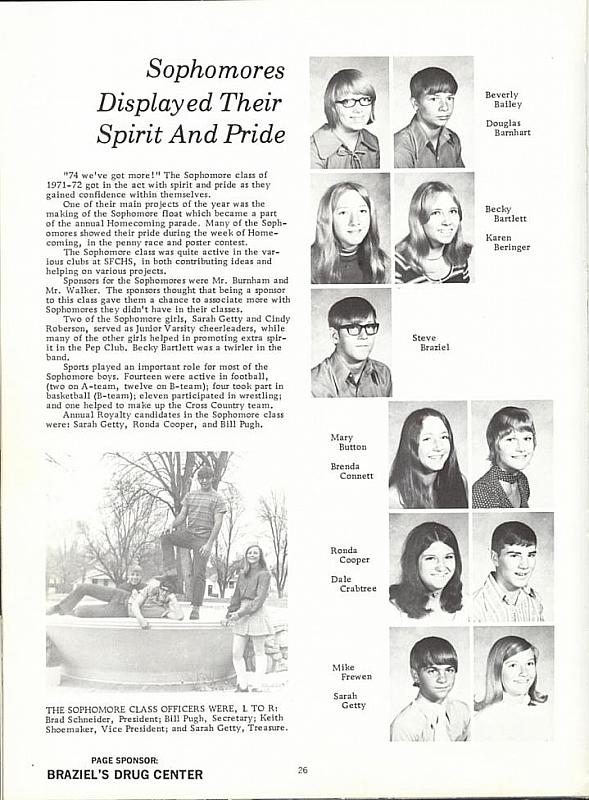 Sophomores
Displayed Their
Spirit And Pride
"74 we've got more!" The Sophomore class of
1971-72 got in the act with spirit and pride as they
gained confidence within themselves.
One of their main projects of the year was the
making of the Sophomore float which became a part
of the annual Homecoming parade. Many of the Soph-
omores showed their pride during the week of Home-
coming, in the penny race and poster contest.
The Sophomore class was quite active in the var-
ious clubs at SFCHS, in both contributing ideas and
helping on various projects.
Sponsors for the Sophomores were Mr. Burnham and
Mr. Walker. The sponsors thought that being a sponsor
to this class gave them a chance to associate more with
Sophomores they didn't have in their classes.
Two of the Sophomore girls, Sarah Getty and Cindy
Roberson, served as Junior Varsity cheerleaders, while
many of the other girls helped in promoting extra spir-
it in the Pep Club. Becky Bartlett was a twirler in the
band.
Sports played an important role for most of the
Sophomore boys. Fourteen were active in football,
(two on A-team, twelve on B-team); four took part in
basketball (B-team); eleven participated in wrestling;
and one helped to make up the Cross Country team.
Annual Royalty candidates in the Sophomore class
were: Sarah Getty, Ronda Cooper, and Bill Pugh.
THE SOPHOMORE CLASS OFFICERS WERE, L TO R:
Brad Schneider, President; Bill Pugh, Secretary; Keith
Shoemaker, Vice President; and Sarah Getty, Treasure.
PAGE SPONSOR:
BRAZIEL'S DRUG CENTER
Beverly
Bailey
Douglas
Barnhart
Becky
Bartlett
Karen
Beringer
Steve
Braziel
Mary
Button
Brenda
Connett
Ronda
Cooper
Dale
Crabtree
Mike
Frewen
Sarah
Getty
26